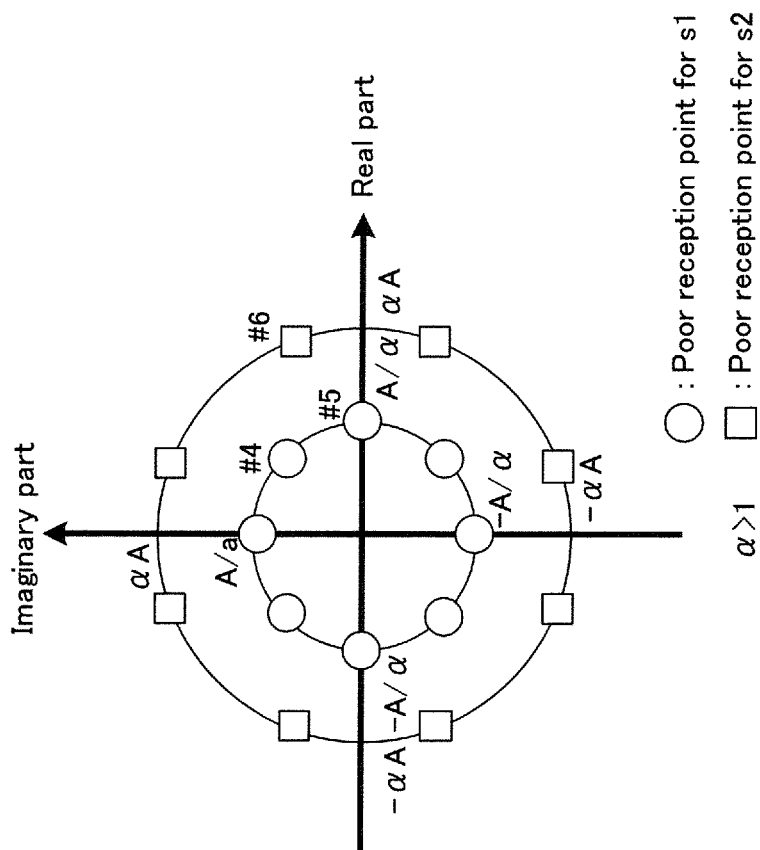 Imaginary part
αA
A/a
#4
#5
#6
Real part
A/α
αA
-αA
-A/α
-A/α
-αA
○: Poor reception point for s1
□: Poor reception point for s2
α>1